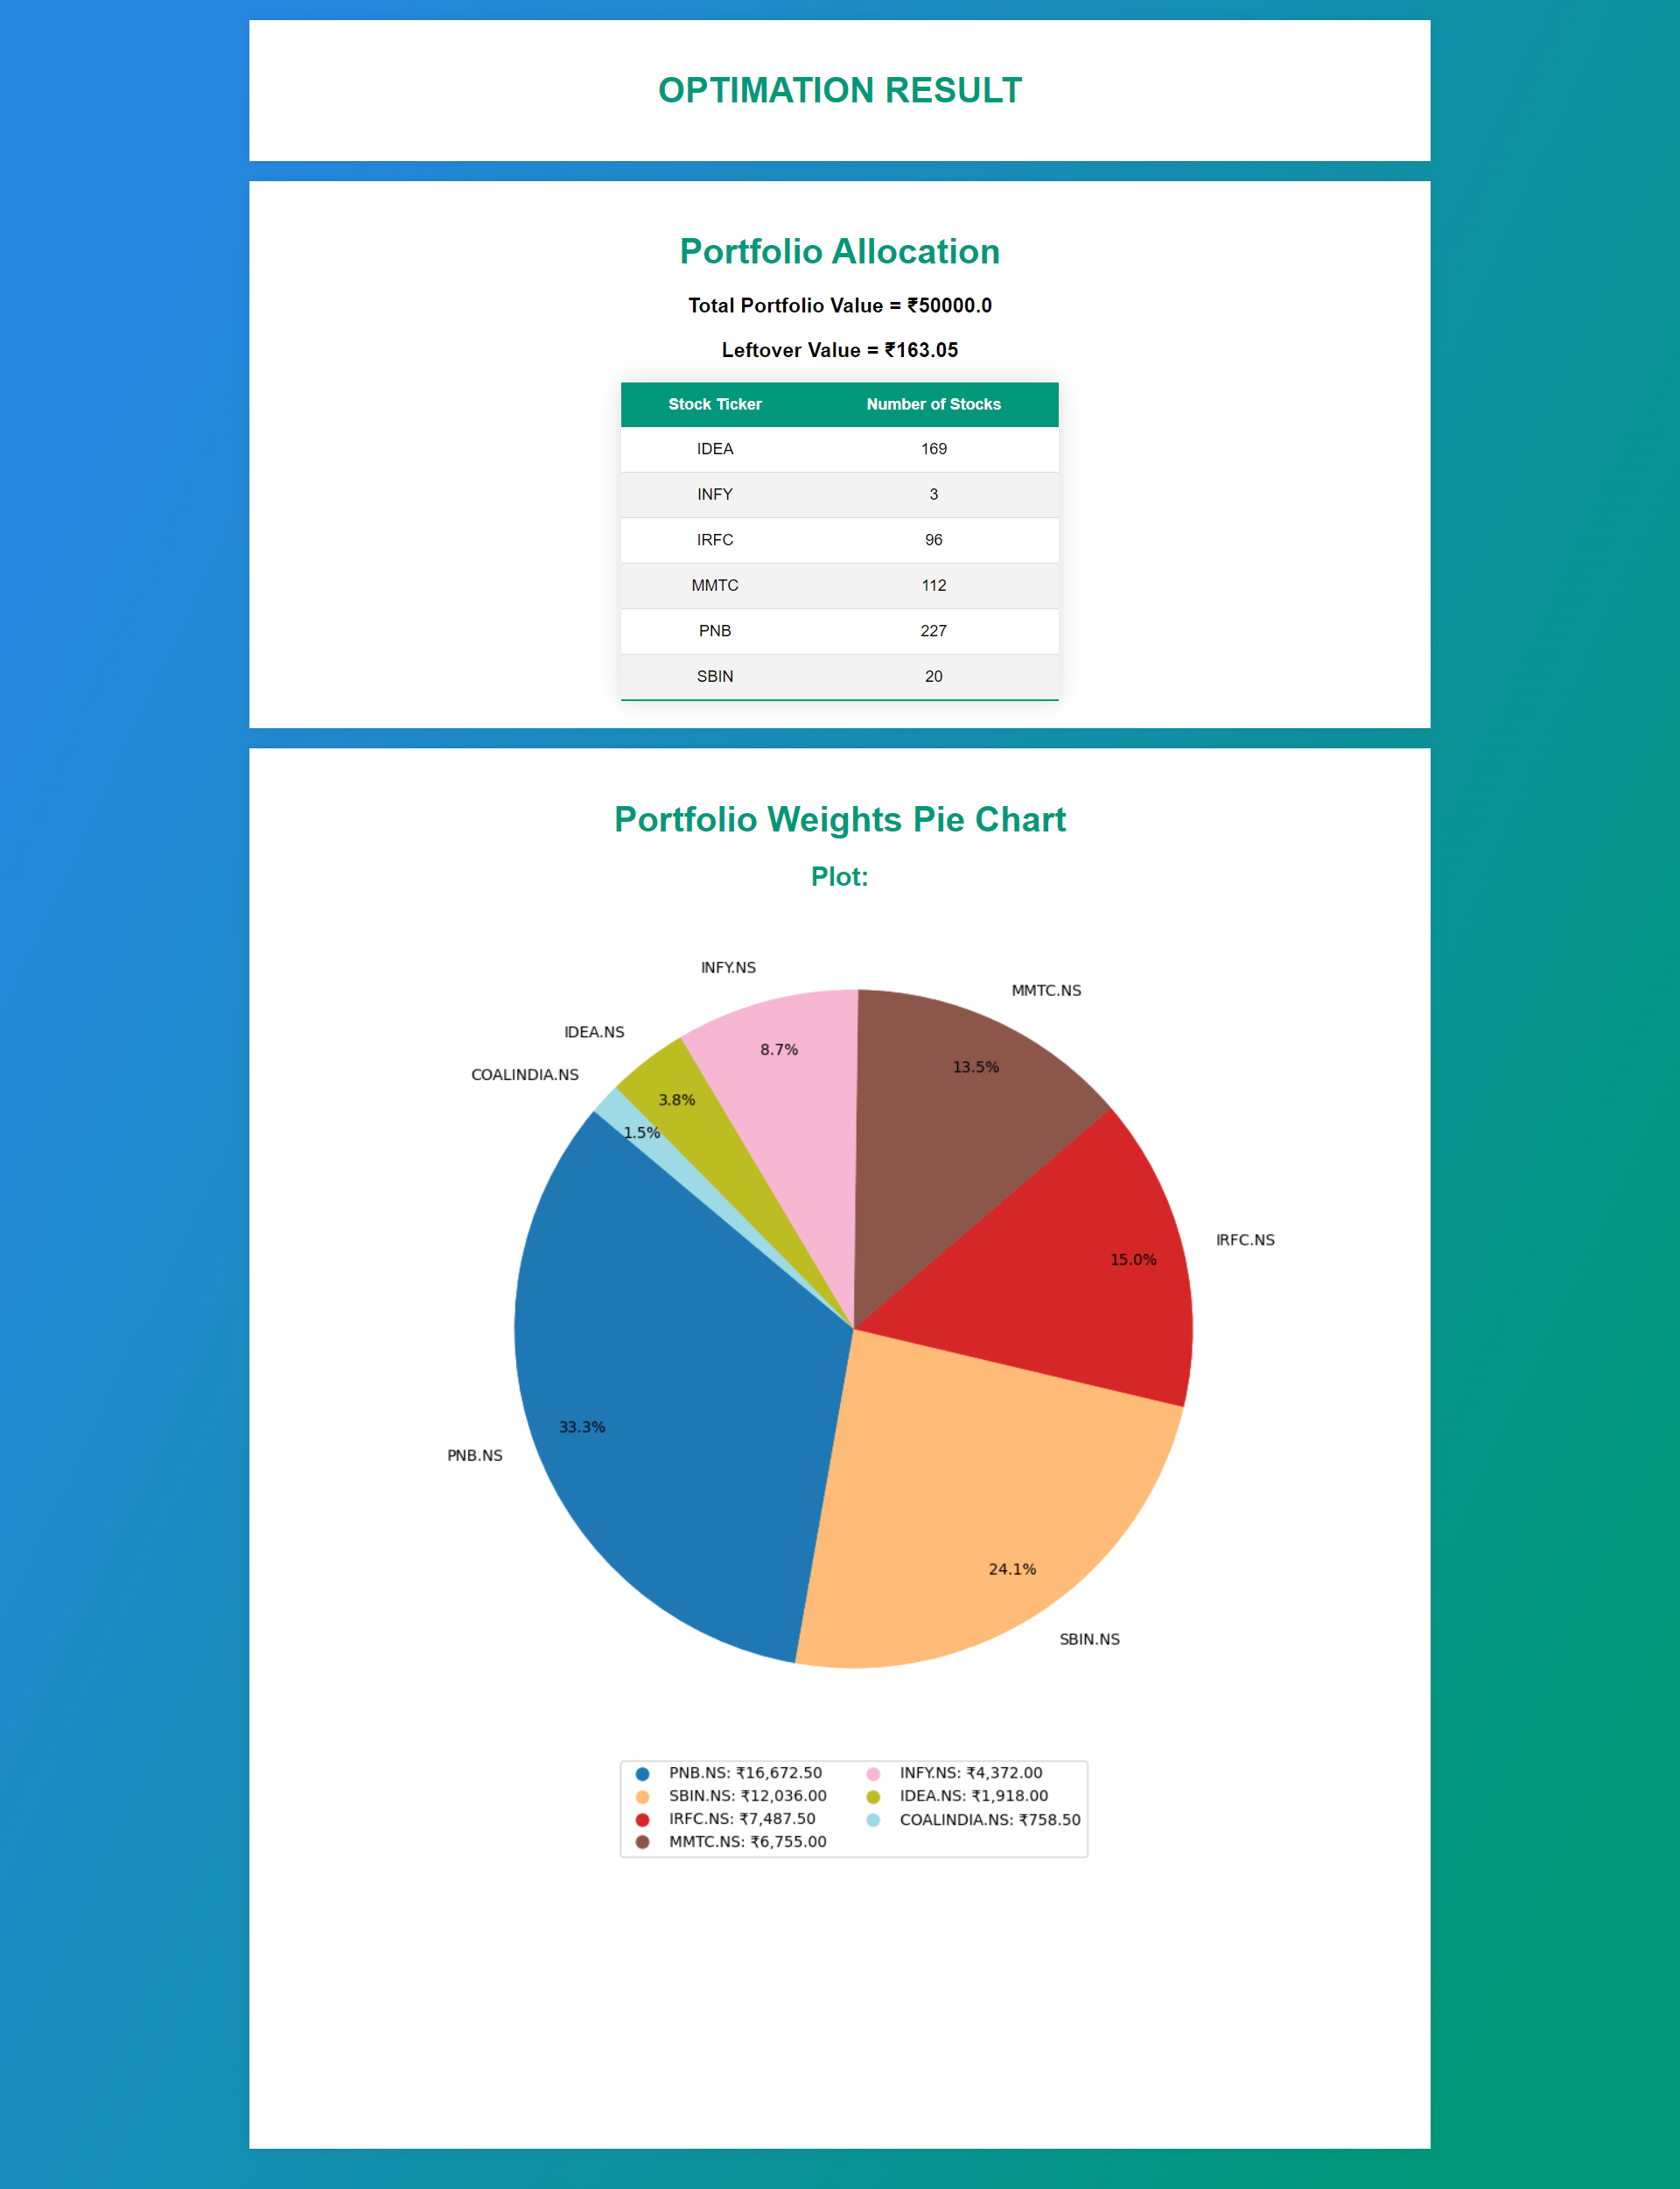 OPTIMATION RESULT
Portfolio Allocation
Total Portfolio Value = ₹50000.0
Leftover Value = ₹163.05
Stock Ticker Number of Stocks
IDEA 169
INFY 3
IRFC 96
MMTC 112
PNB 227
SBIN 20
Portfolio Weights Pie Chart
Plot:
INFY.NS
MMTC.NS
IDEA.NS
8.7%
13.5%
COALINDIA.NS
3.8%
1.5%
IRFC.NS
15.0%
33.3%
PNB.NS
24.1%
SBIN.NS
PNB.NS: ₹16,672.50
SBIN.NS: ₹12,036.00
IRFC.NS: ₹7,487.50
MMTC.NS: ₹6,755.00
INFY.NS: ₹4,372.00
IDEA.NS: ₹1,918.00
COALINDIA.NS: ₹758.50